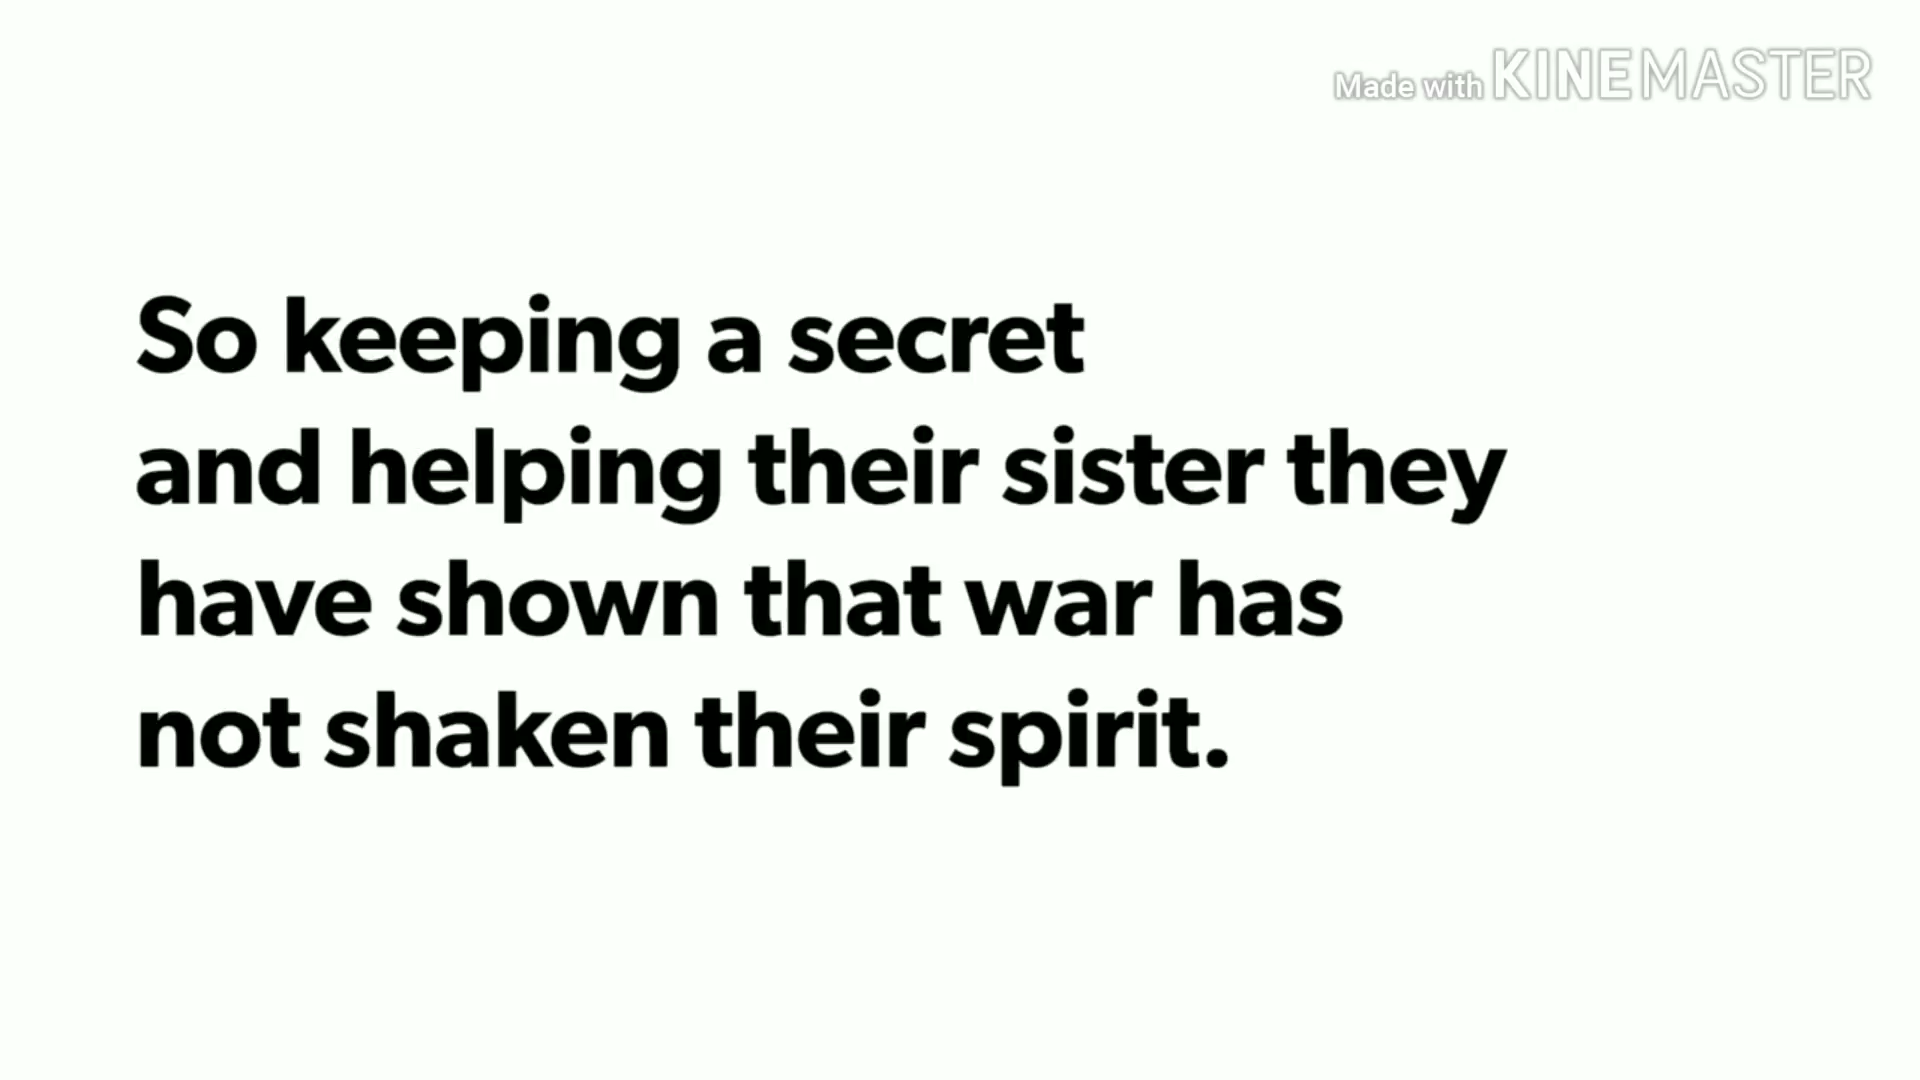 Made with KINEMASTER
So keeping a secret
and helping their sister they
have shown that war has
not shaken their spirit.